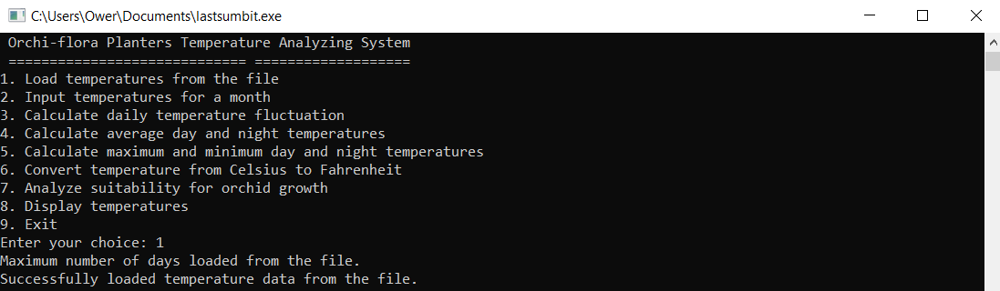 C:\Users\Ower\Documents\lastsumbit.exe
Orchi-flora Planters Temperature Analyzing System
============================= ===================
1. Load temperatures from the file
2. Input temperatures for a month
3. Calculate daily temperature fluctuation
4. Calculate average day and night temperatures
5. Calculate maximum and minimum day and night temperatures
6. Convert temperature from Celsius to Fahrenheit
7. Analyze suitability for orchid growth
8. Display temperatures
9. Exit
Enter your choice: 1
Maximum number of days loaded from the file.
Successfully loaded temperature data from the file.